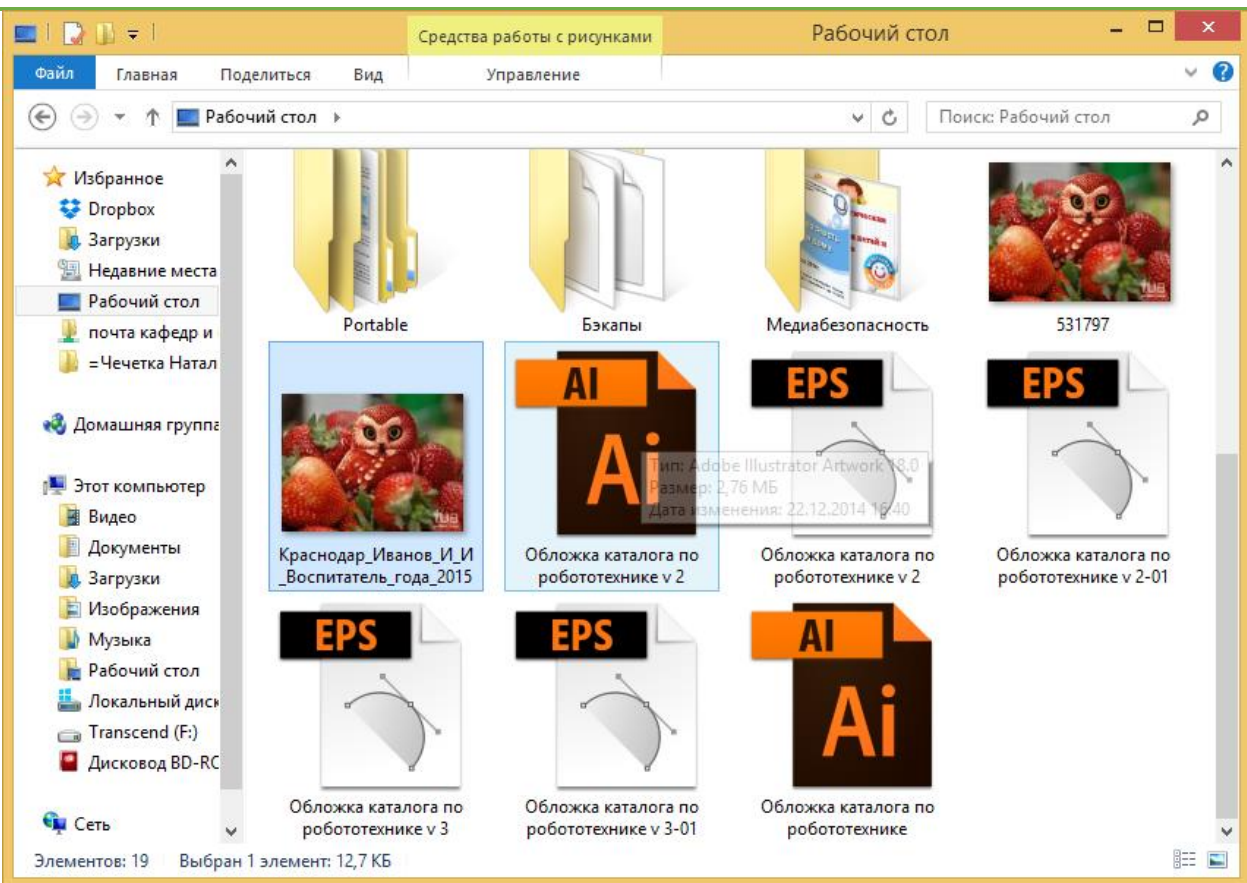 Средства работы с рисунками
Рабочий стол
Файл
Главная
Поделиться
Вид
Управление
Рабочий стол
Поиск: Рабочий стол
Избранное
Dropbox
Загрузки
Недавние места
Рабочий стол
почта кафедр и
=Чечетка Натал
Домашняя группа
Этот компьютер
Видео
Документы
Загрузки
Изображения
Музыка
Рабочий стол
Локальный диск
Transcend (F:)
Дисковод BD-RC
Сеть
Portable
Бэкапы
Медиабезопасность
531797
AI
Ai
EPS
EPS
Тип: Adobe Illustrator Artwork 18.0
Размер: 2,76 МБ
Дата изменения: 22.12.2014 16:40
Краснодар_Иванов_И_И
_Воспитатель_года_2015
Обложка каталога по
робототехнике v 2
Обложка каталога по
робототехнике v 2
Обложка каталога по
робототехнике v 2-01
EPS
EPS
AI
Ai
Обложка каталога по
робототехнике v 3
Обложка каталога по
робототехнике v 3-01
Обложка каталога по
робототехнике
Элементов: 19
Выбран 1 элемент: 12,7 КБ